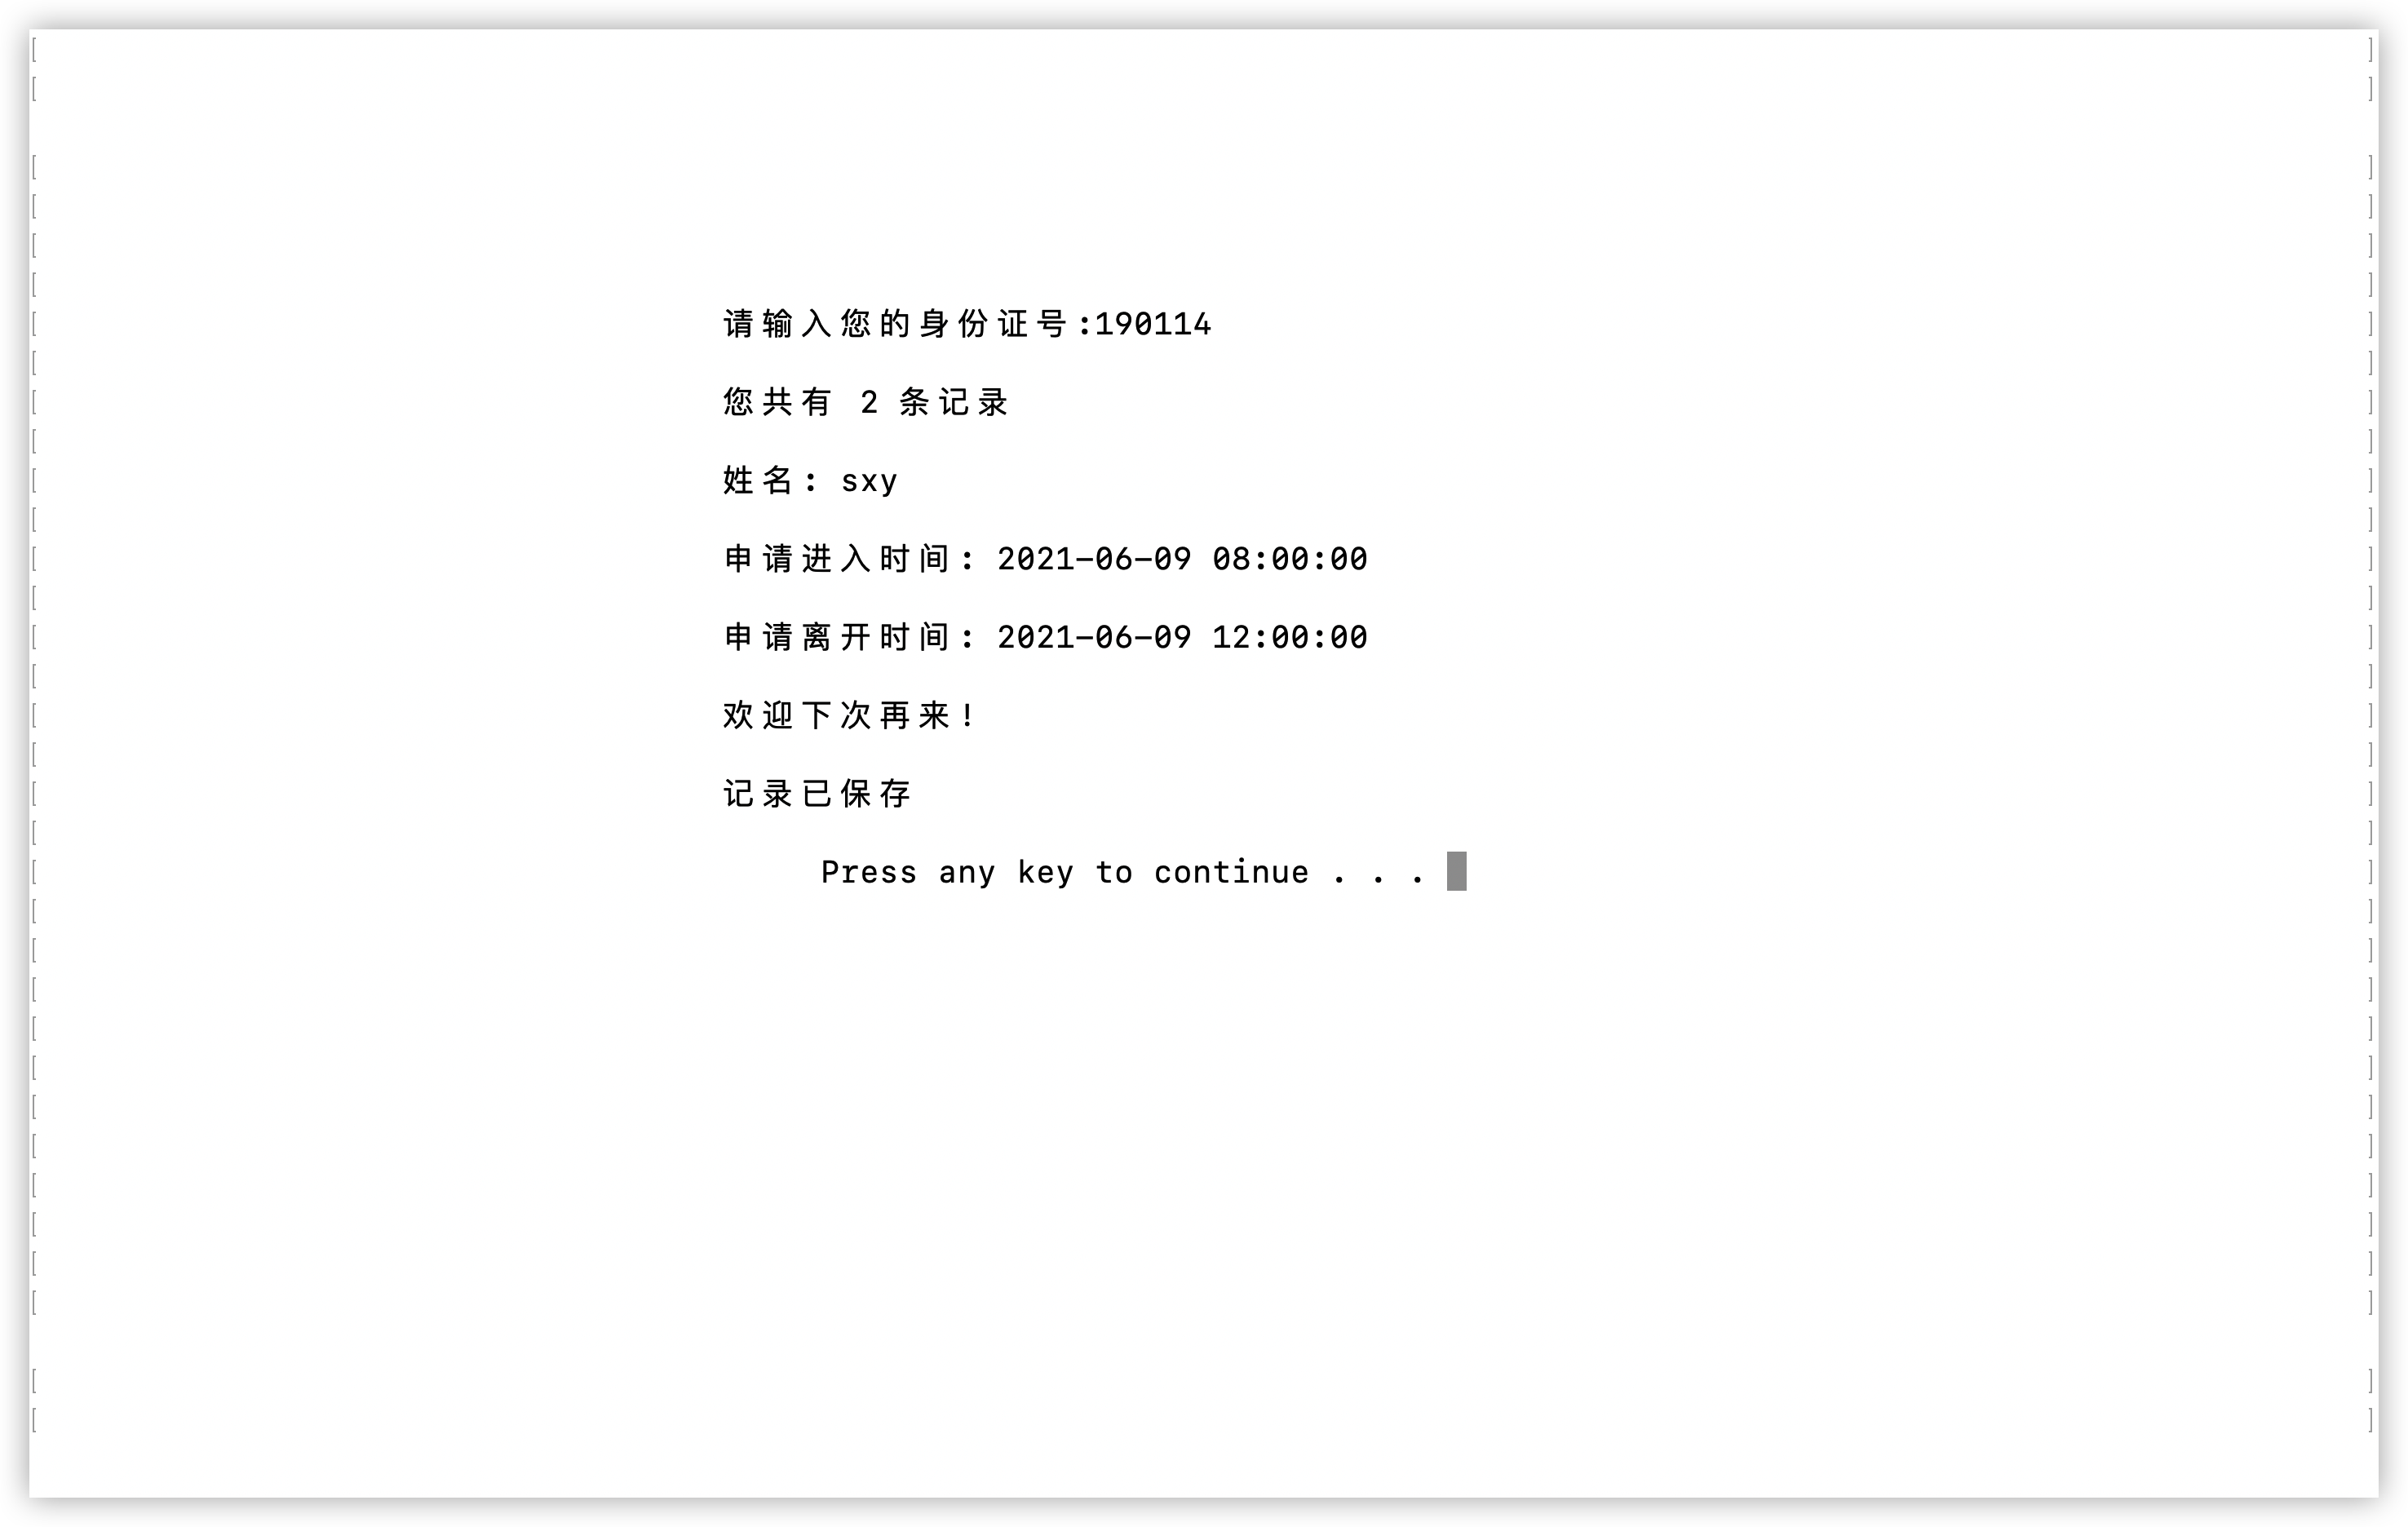 请输入您的身份证号:190114
您共有 2 条记录
姓名: sxy
申请进入时间: 2021-06-09 08:00:00
申请离开时间: 2021-06-09 12:00:00
欢迎下次再来!
记录已保存
Press any key to continue . . .